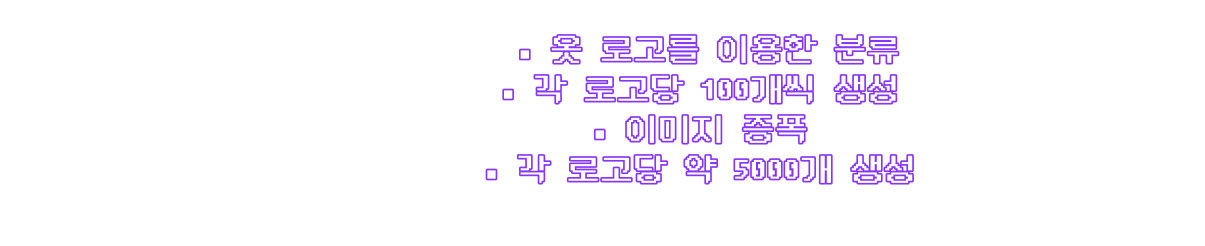 . 옷 로고를 이용한 분류
. 각 로고당 100개씩 생성
. 이미지 증폭
. 각 로고당 약 5000개 생성